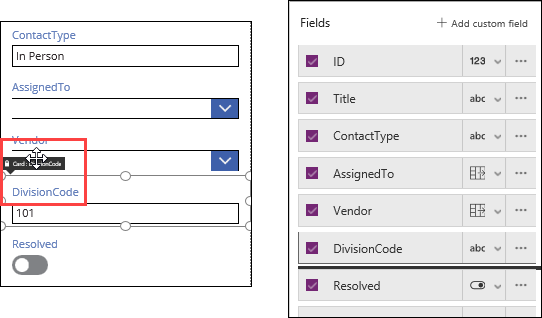 ContactType
In Person
AssignedTo
Vendor
Card : DivisionCode
DivisionCode
101
Resolved
Fields
+ Add custom field
ID
123
Title
abc
ContactType
abc
AssignedTo
Vendor
DivisionCode
abc
Resolved